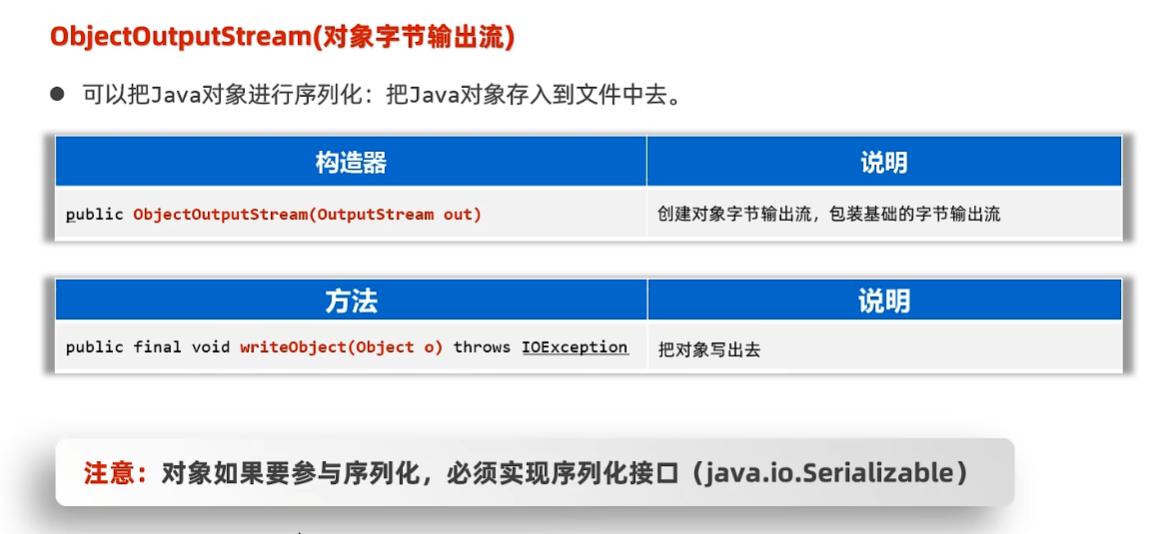 ObjectOutputStream(对象字节输出流)
● 可以把Java对象进行序列化：把Java对象存入到文件中去。
构造器 说明
public ObjectOutputStream(OutputStream out) 创建对象字节输出流，包装基础的字节输出流
方法 说明
public final void writeObject(Object o) throws IOException 把对象写出去
注意：对象如果要参与序列化，必须实现序列化接口（java.io.Serializable）